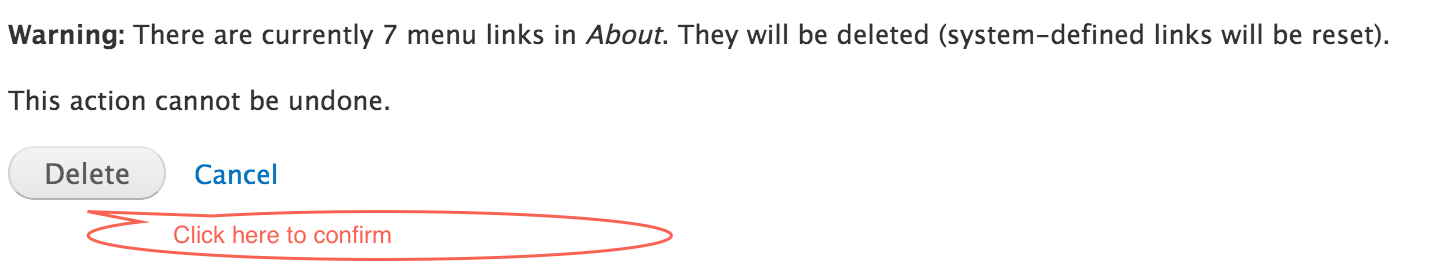 Warning: There are currently 7 menu links in About. They will be deleted (system-defined links will be reset).
This action cannot be undone.
Delete Cancel
Click here to confirm